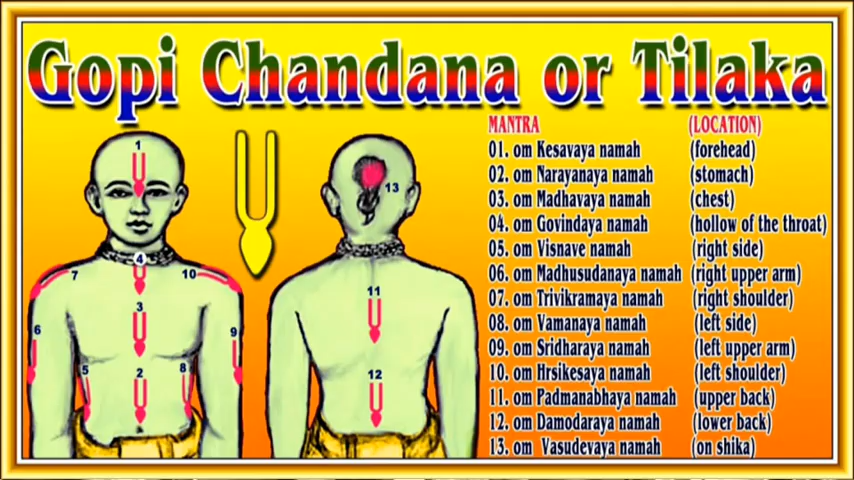 Gopi Chandana or Tilaka
MANTRA (LOCATION)
01. om Kesavaya namah (forehead)
02. om Narayanaya namah (stomach)
03. om Madhavaya namah (chest)
04. om Govindaya namah (hollow of the throat)
05. om Visnave namah (right side)
06. om Madhusudanaya namah (right upper arm)
07. om Trivikramaya namah (right shoulder)
08. om Vamanaya namah (left side)
09. om Sridharaya namah (left upper arm)
10. om Hrsikesaya namah (left shoulder)
11. om Padmanabhaya namah (upper back)
12. om Damodaraya namah (lower back)
13. om Vasudevaya namah (on shika)
1
13
4
7
10
11
3
6
9
5
2
8
12